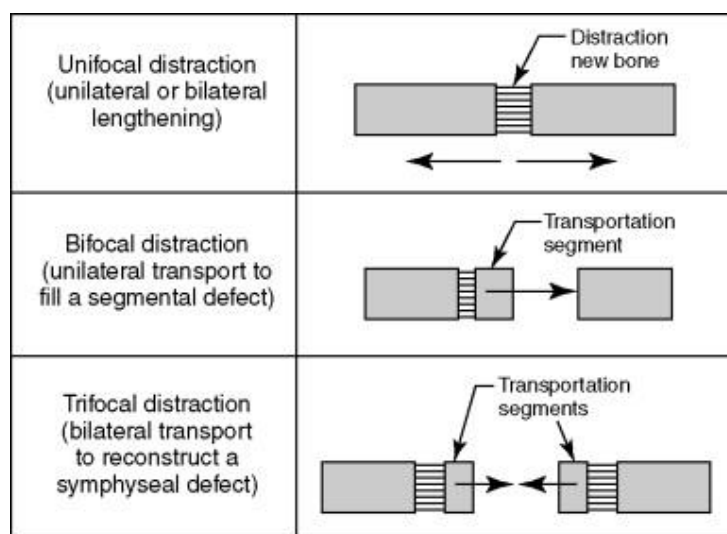 Unifocal distraction
(unilateral or bilateral
lengthening)
Distraction
new bone
Bifocal distraction
(unilateral transport to
fill a segmental defect)
Transportation
segment
Trifocal distraction
(bilateral transport
to reconstruct a
symphyseal defect)
Transportation
segments